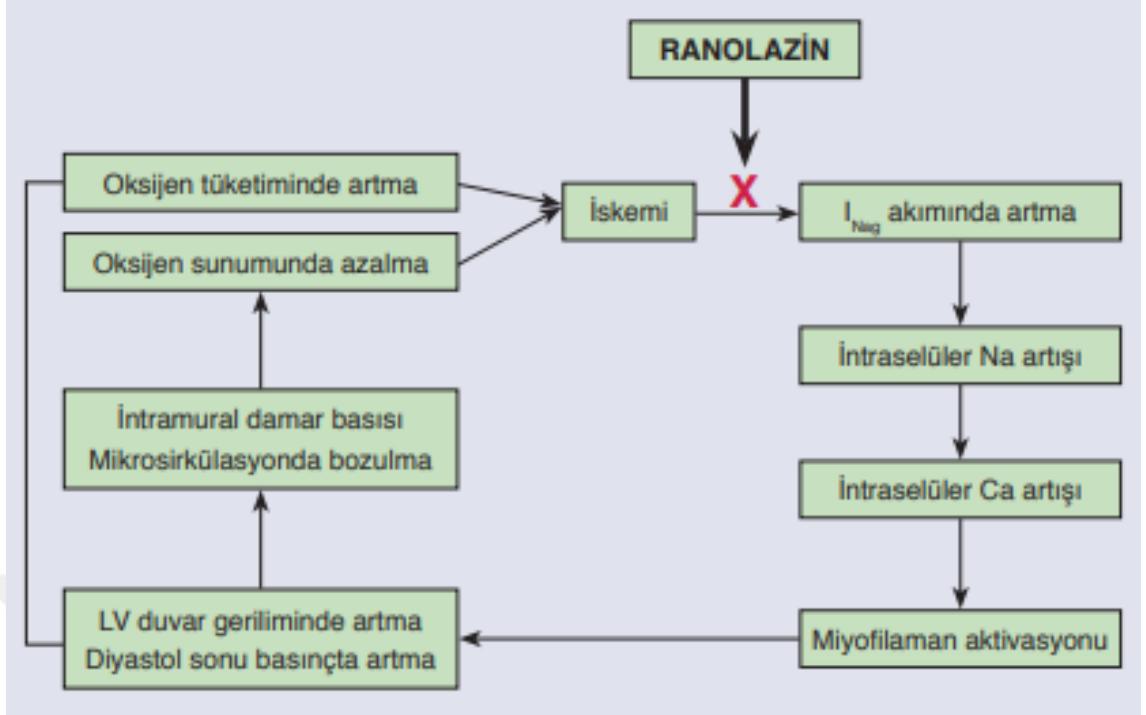 RANOLAZİN
Oksijen tüketiminde artma
İskemi
I Nag akımında artma
Oksijen sunumunda azalma
X
İntraselüler Na artışı
İntramural damar basısı
Mikrosirkülasyonda bozulma
İntraselüler Ca artışı
LV duvar geriliminde artma
Diyastol sonu basınçta artma
Miyofilaman aktivasyonu